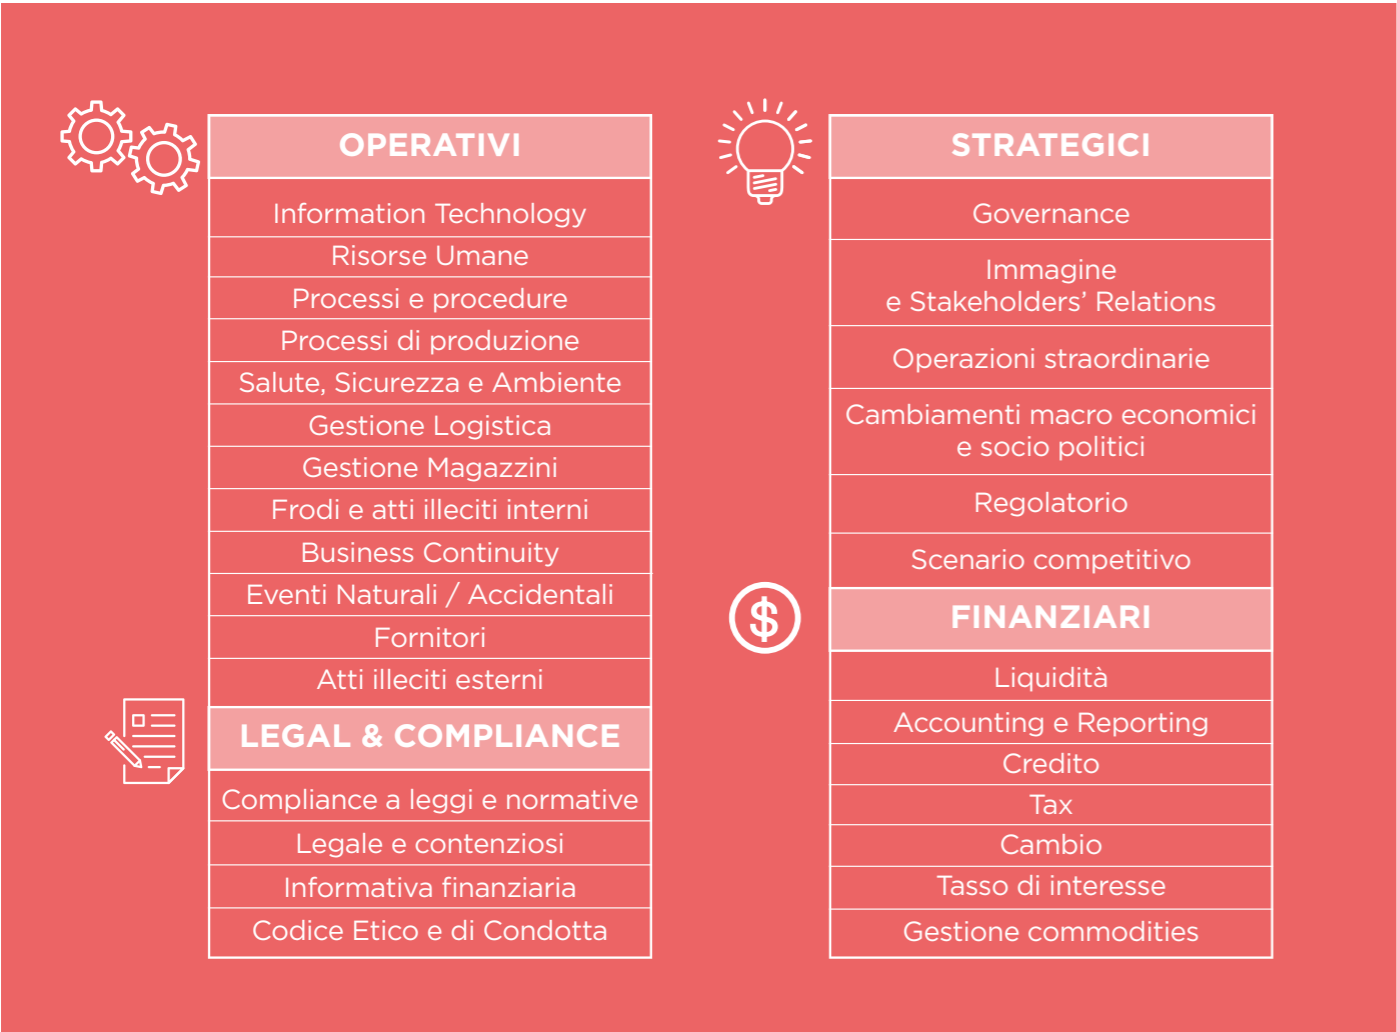 OPERATIVI
Information Technology
Risorse Umane
Processi e procedure
Processi di produzione
Salute, Sicurezza e Ambiente
Gestione Logistica
Gestione Magazzini
Frodi e atti illeciti interni
Business Continuity
Eventi Naturali / Accidentali
Fornitori
Atti illeciti esterni
LEGAL & COMPLIANCE
Compliance a leggi e normative
Legale e contenziosi
Informativa finanziaria
Codice Etico e di Condotta
STRATEGICI
Governance
Immagine
e Stakeholders’ Relations
Operazioni straordinarie
Cambiamenti macro economici
e socio politici
Regolatorio
Scenario competitivo
$
FINANZIARI
Liquidità
Accounting e Reporting
Credito
Tax
Cambio
Tasso di interesse
Gestione commodities